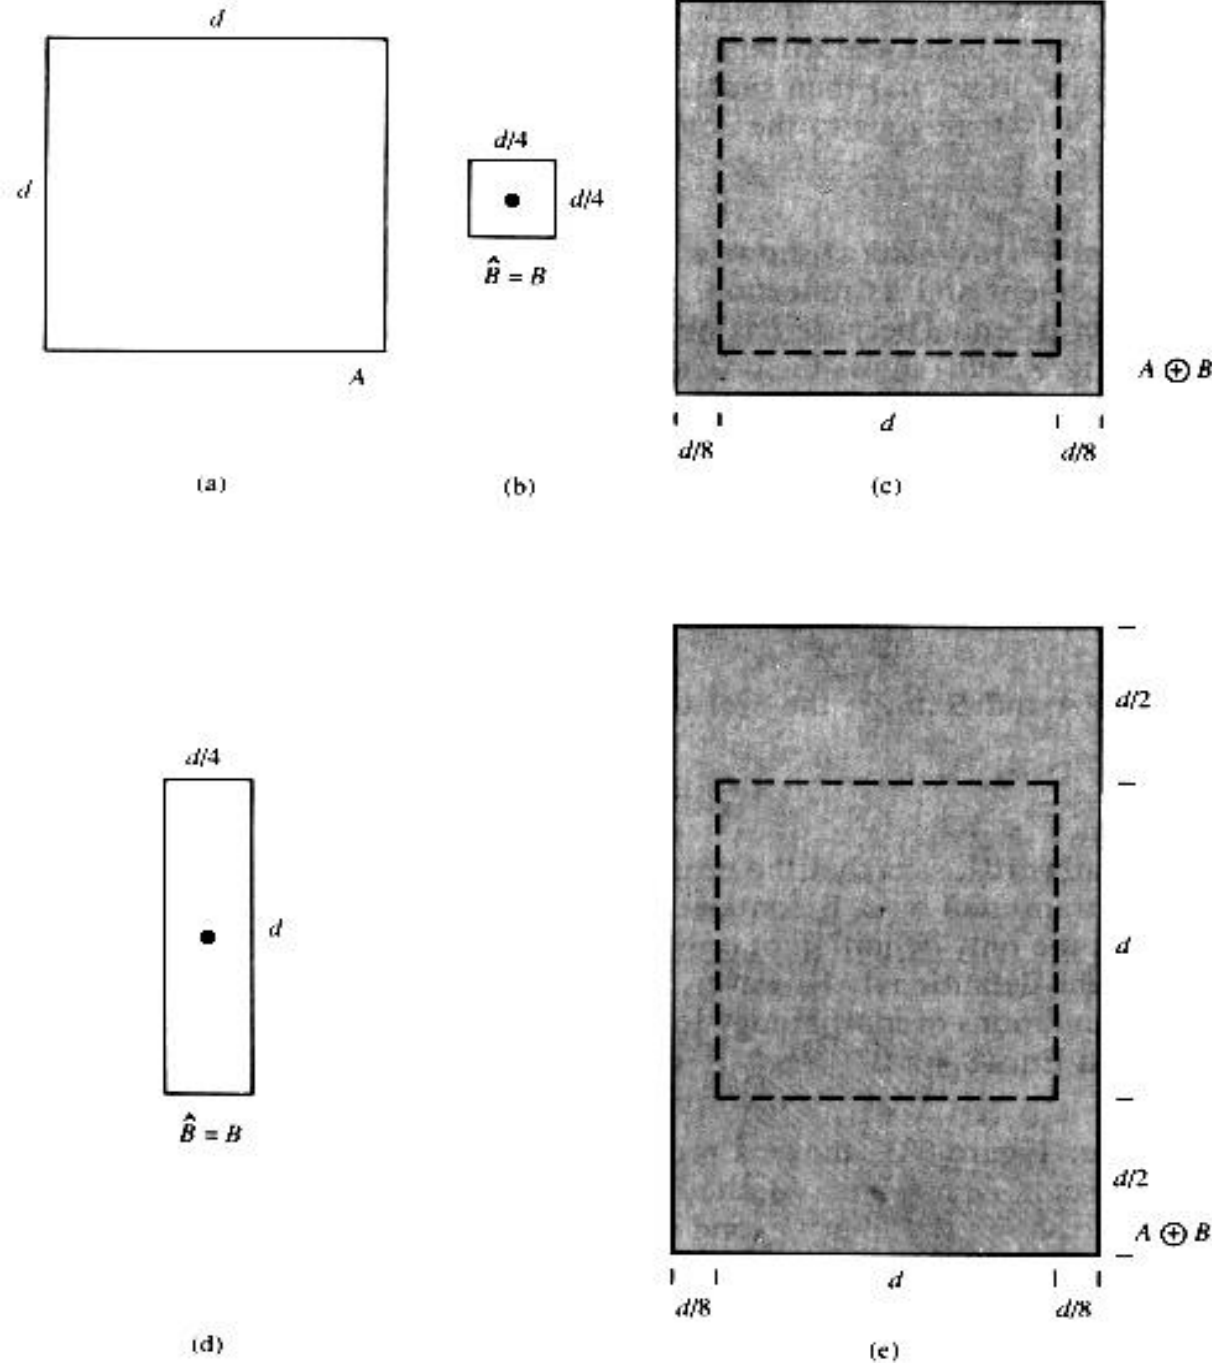 d
d
A
(a)
d/4
d/4
B̂ = B
(b)
A ⊕ B
d
d/8
d/8
(c)
d/4
d
B̂ = B
(d)
d/2
d
d/2
A ⊕ B
d
d/8
d/8
(e)